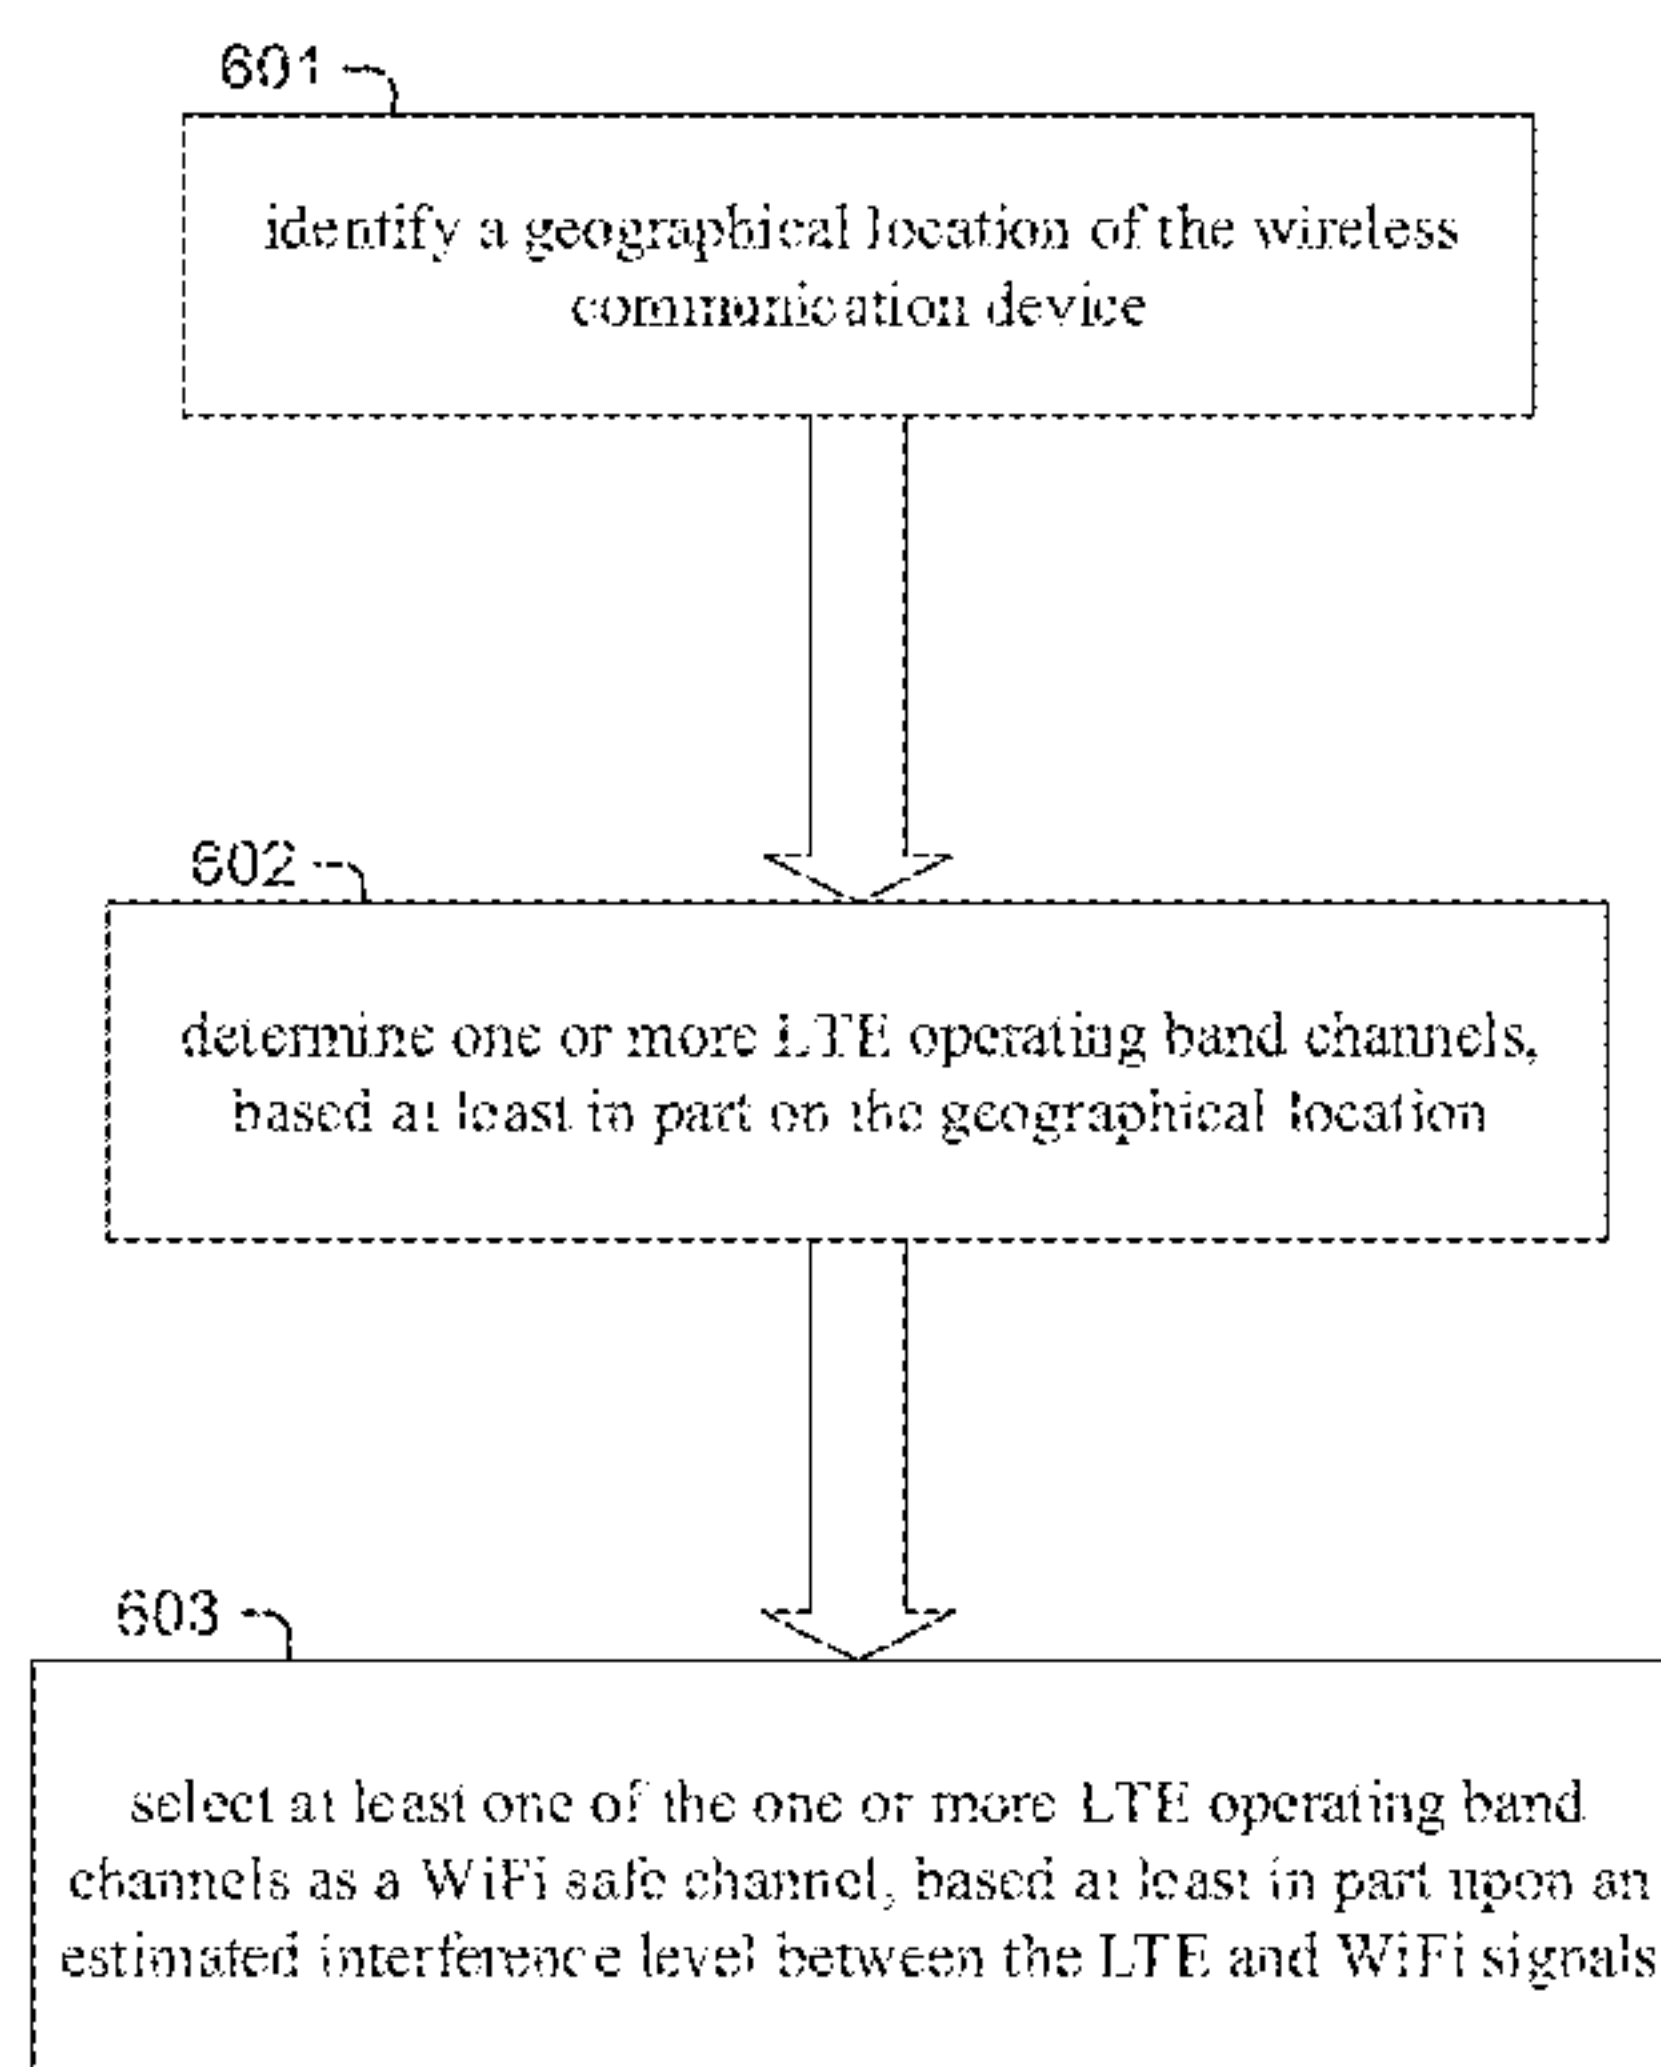 601
identify a geographical location of the wireless
communication device
602
determine one or more LTE operating band channels,
based at least in part on the geographical location
603
select at least one of the one or more LTE operating band
channels as a WiFi safe channel, based at least in part upon an
estimated interference level between the LTE and WiFi signals